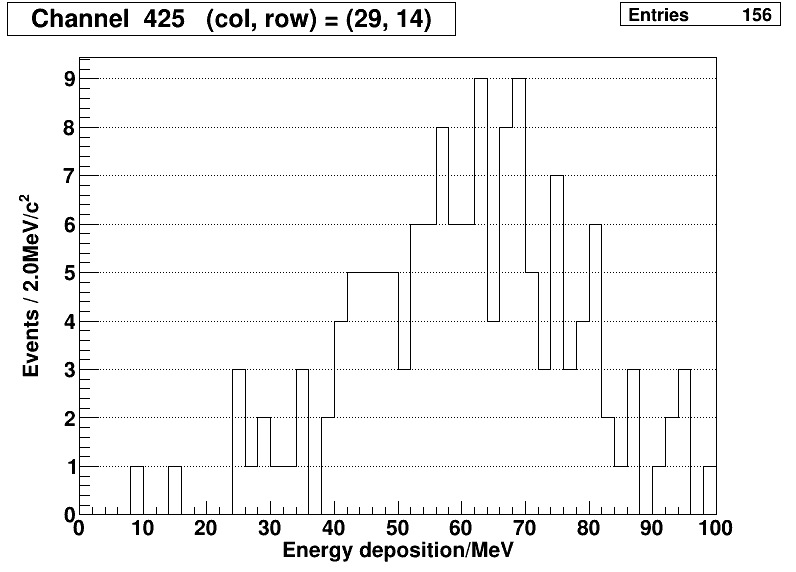 Channel 425 (col, row) = (29, 14)
Entries 156
Events / 2.0MeV/c²
9
8
7
6
5
4
3
2
1
0
0 10 20 30 40 50 60 70 80 90 100
Energy deposition/MeV